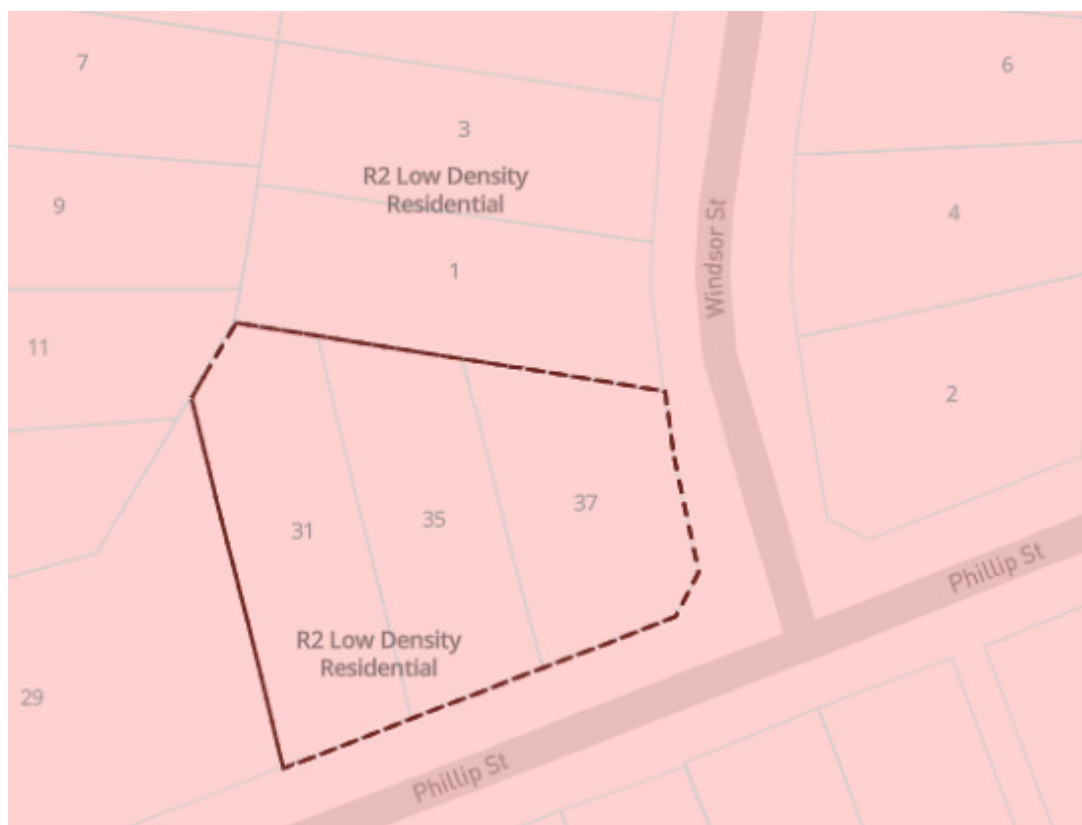 7
6
3
R2 Low Density
Residential
9
4
Windsor St
1
11
2
37
35
31
Phillip St
R2 Low Density
Residential
29
Phillip St